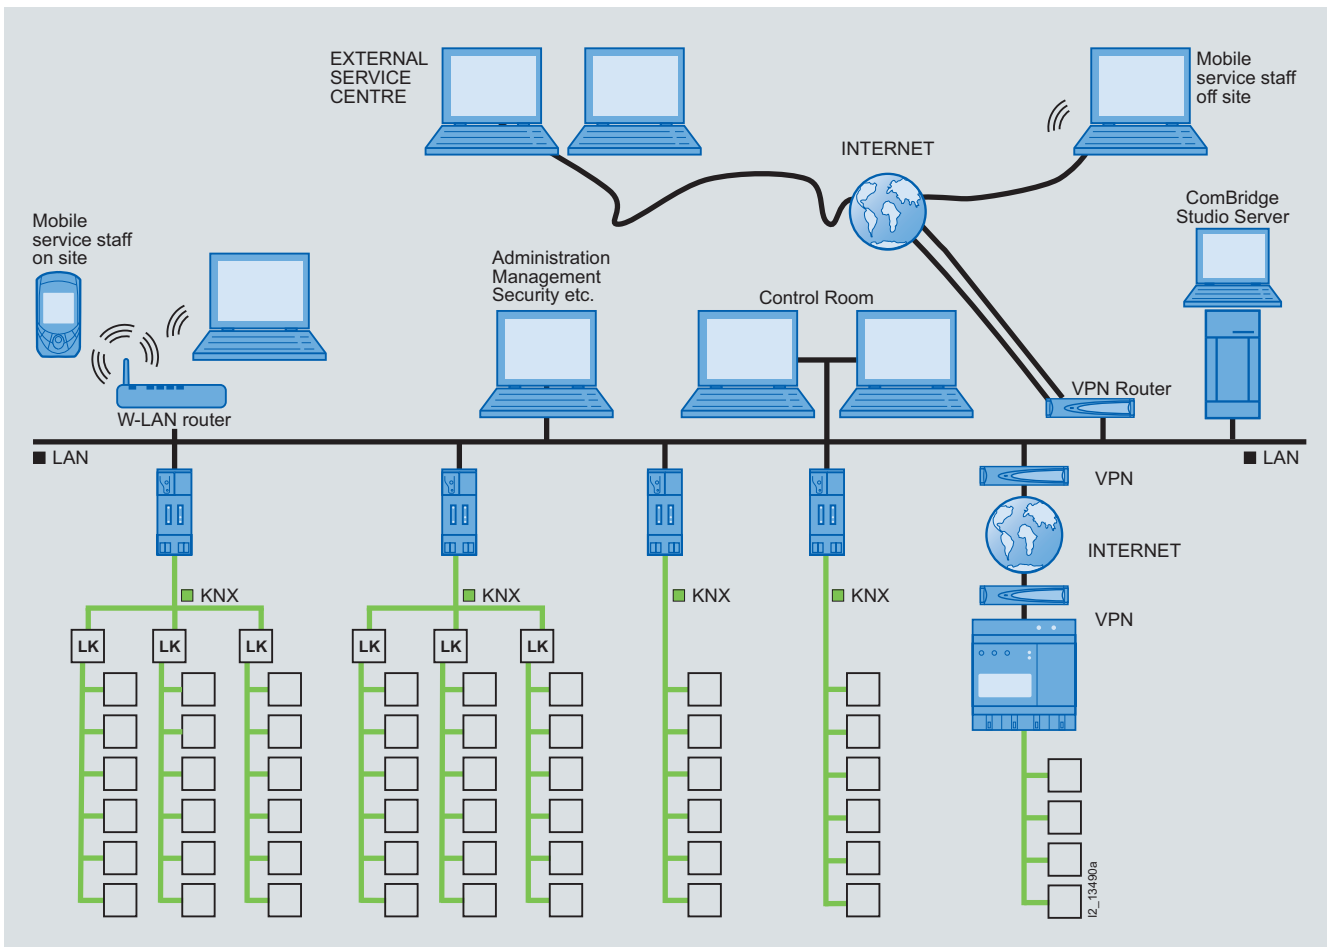 EXTERNAL
SERVICE
CENTRE
Mobile
service staff
off site
INTERNET
ComBridge
Studio Server
Mobile
service staff
on site
Administration
Management
Security etc.
Control Room
VPN Router
W-LAN router
LAN
LAN
VPN
INTERNET
KNX
KNX
KNX
KNX
VPN
LK
LK
LK
LK
LK
LK
I2_13490a